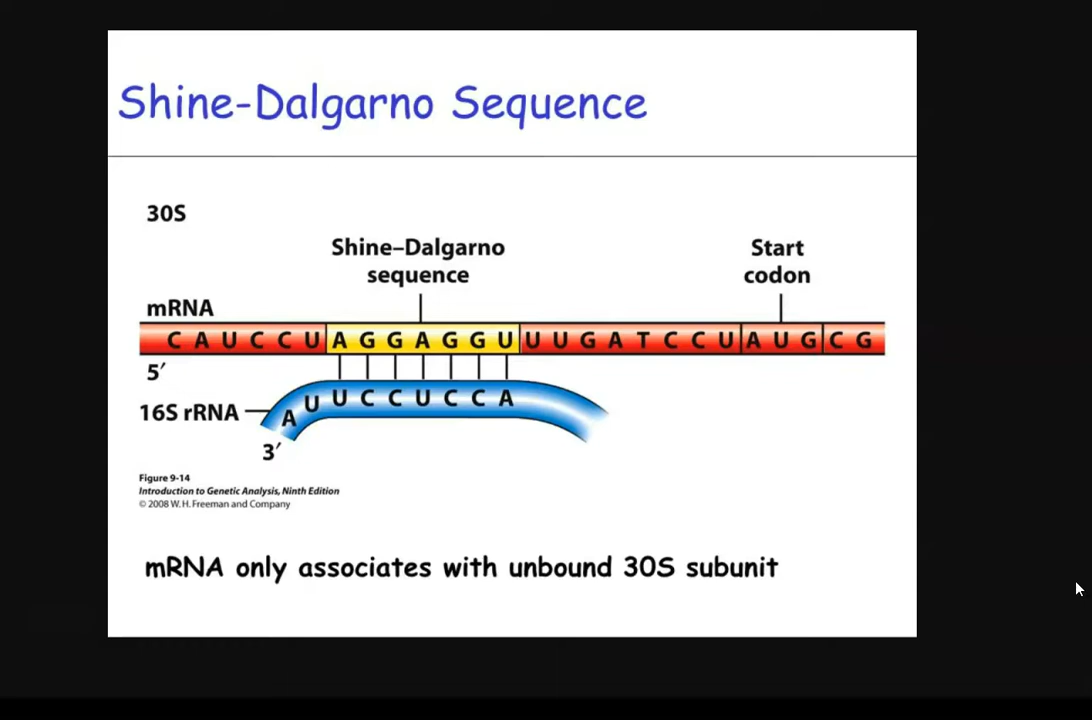 Shine-Dalgarno Sequence
30S
Shine–Dalgarno
sequence
Start
codon
mRNA
C A U C C U A G G A G G U U U G A T C C U A U G C G
5′
16S rRNA
A U U C C U C C A
3′
Figure 9-14
Introduction to Genetic Analysis, Ninth Edition
© 2008 W. H. Freeman and Company
mRNA only associates with unbound 30S subunit